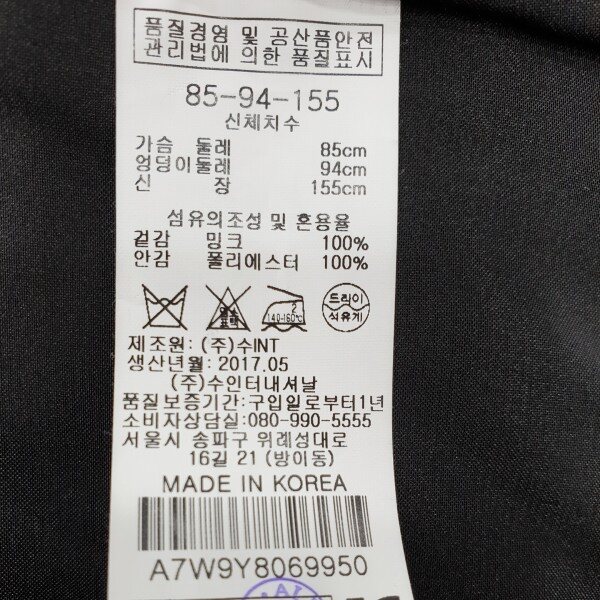 품질경영 및 공산품안전
관리법에 의한 품질표시
85-94-155
신체치수
가슴 둘레 85cm
엉덩이둘레 94cm
신 장 155cm
섬유의조성 및 혼용율
겉감 밍크 100%
안감 폴리에스터 100%
염소표백 2 140-160℃ 드라이
석유계
제조원: (주)수INT
생산년월: 2017.05
(주)수인터내셔날
품질보증기간:구입일로부터1년
소비자상담실:080-990-5555
서울시 송파구 위례성대로
16길 21 (방이동)
MADE IN KOREA
A7W9Y8069950